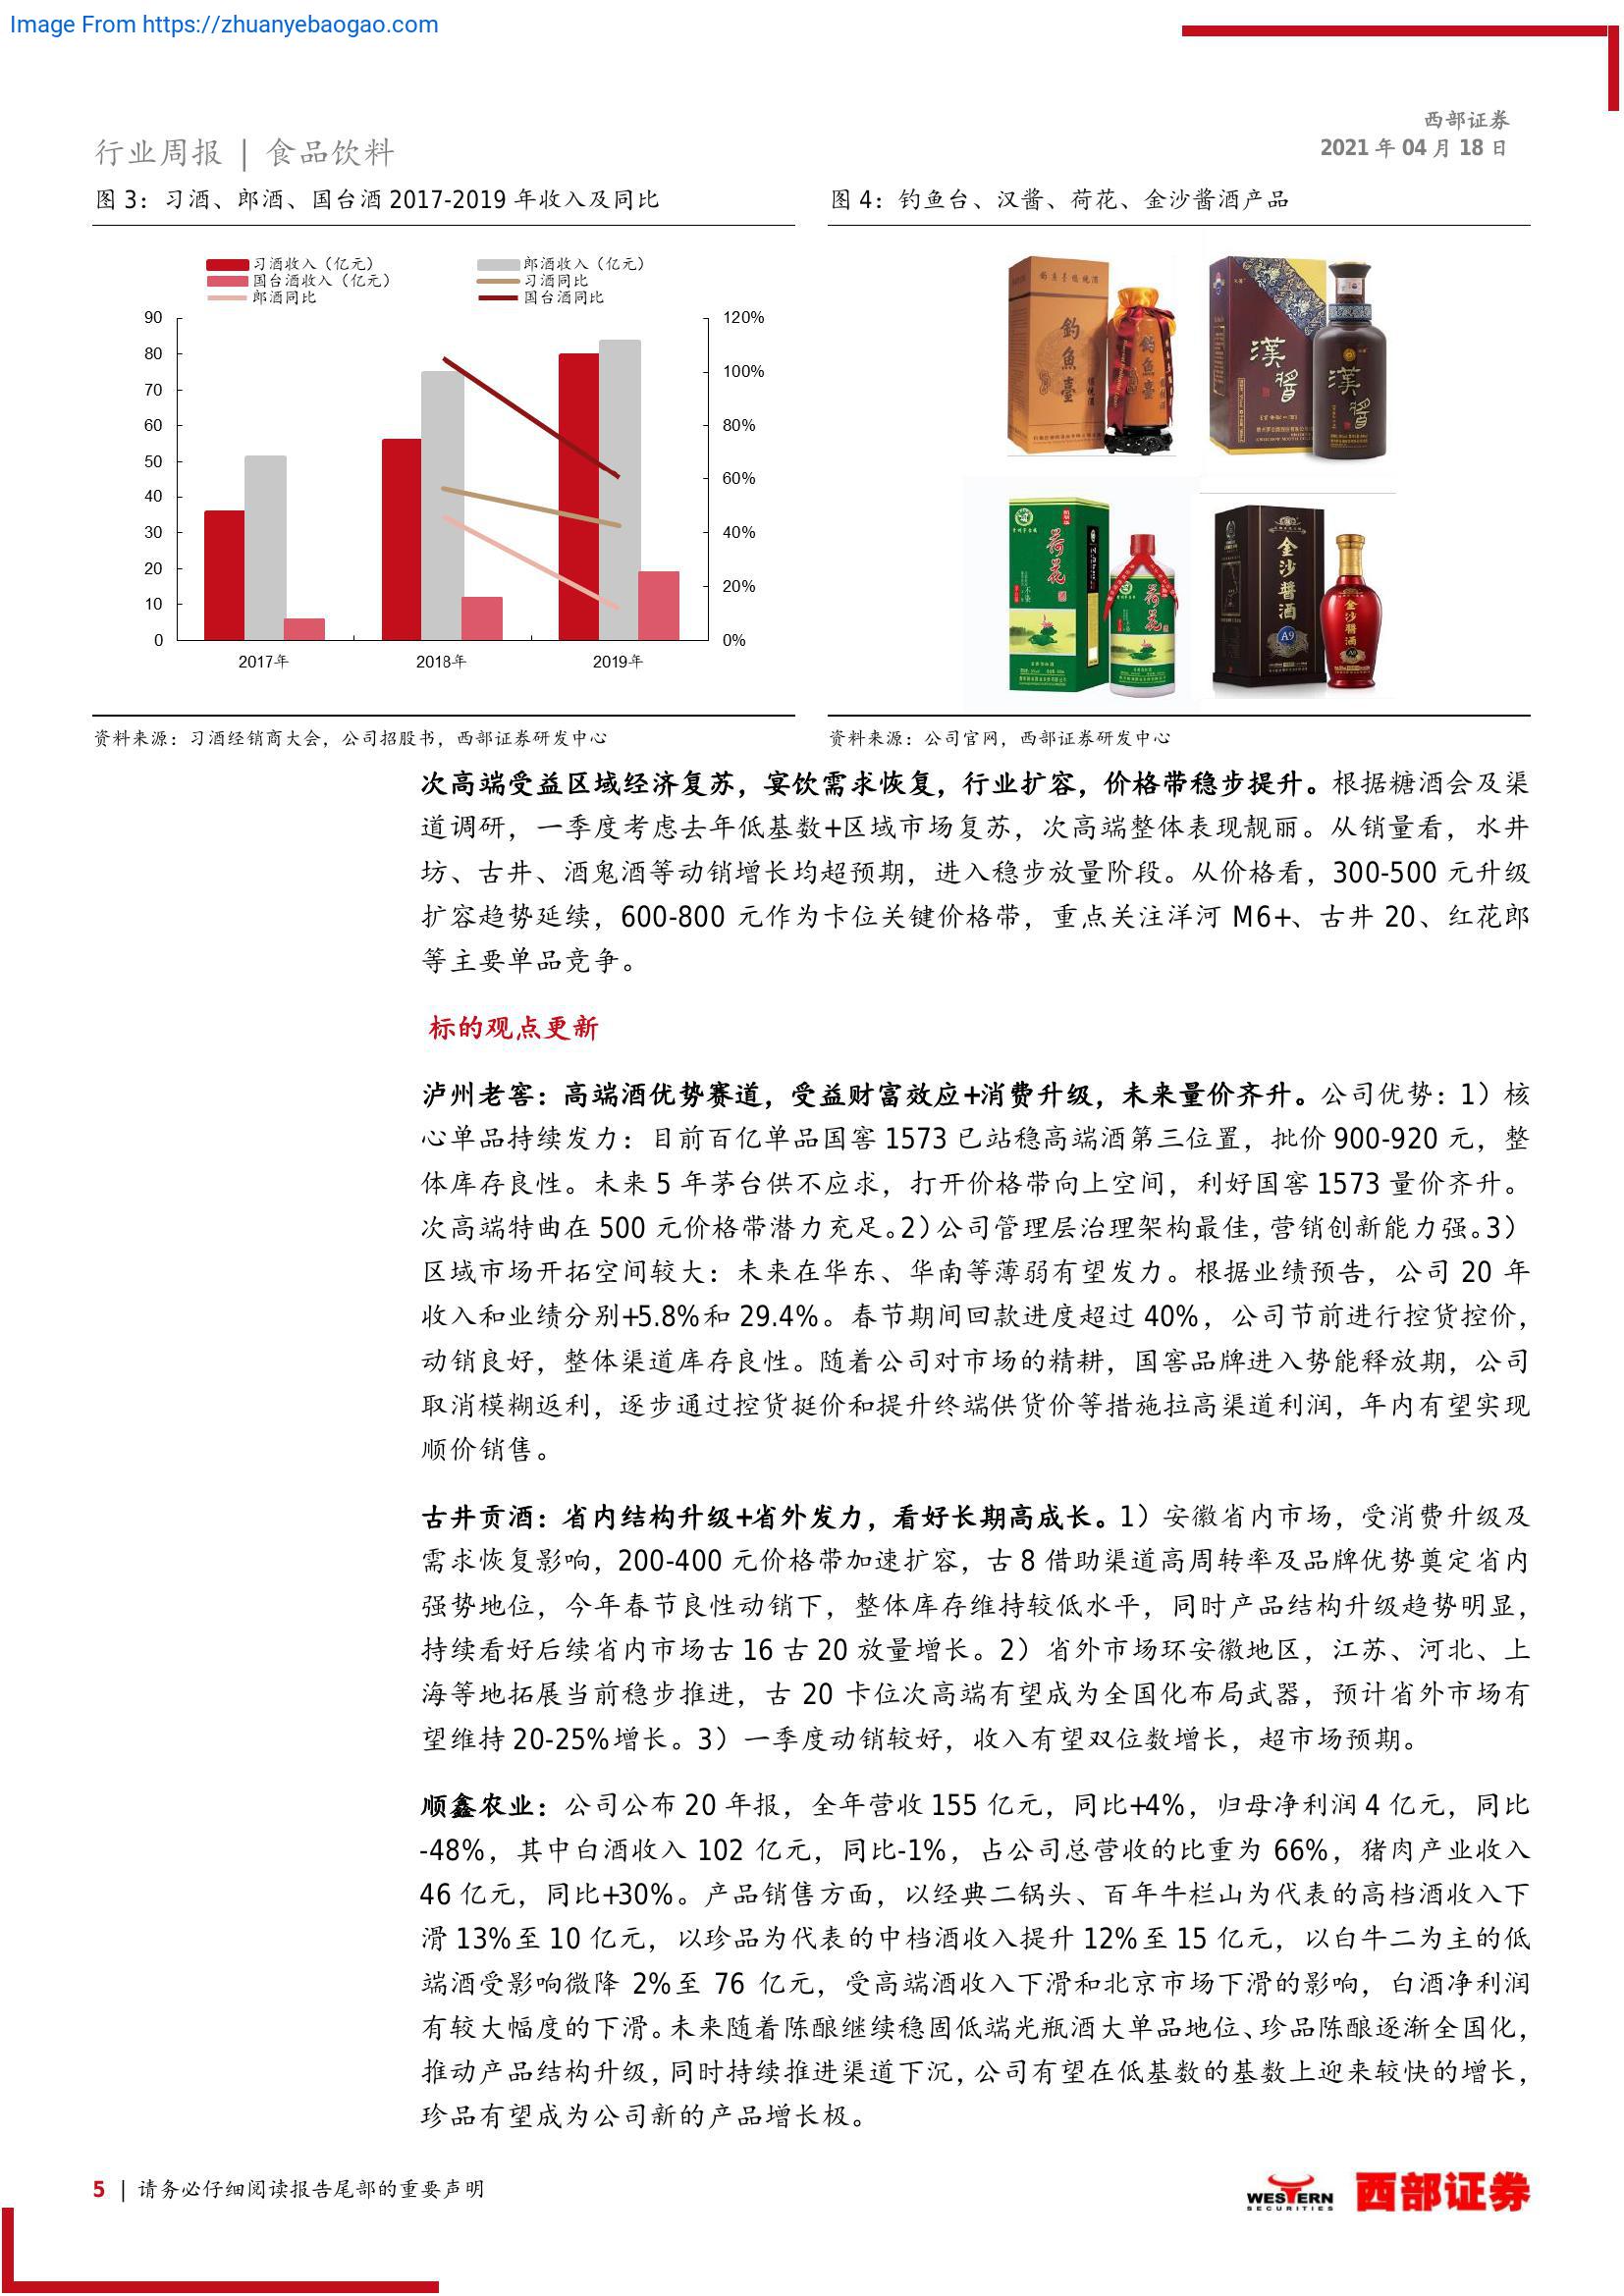 Image From https://zhuanyebaogao.com
西部证券
2021 年 04 月 18 日
行业周报 | 食品饮料
图 3：习酒、郎酒、国台酒 2017-2019 年收入及同比
习酒收入（亿元）
郎酒收入（亿元）
国台酒收入（亿元）
习酒同比
郎酒同比
国台酒同比
90
80
70
60
50
40
30
20
10
0
120%
100%
80%
60%
40%
20%
0%
2017年
2018年
2019年
资料来源：习酒经销商大会，公司招股书，西部证券研发中心
图 4：钓鱼台、汉酱、荷花、金沙酱酒产品
釣魚臺
釣魚臺
漢醬
漢醬
荷花
荷花
金沙醬酒
A9
金沙醬酒
资料来源：公司官网，西部证券研发中心
次高端受益区域经济复苏，宴饮需求恢复，行业扩容，价格带稳步提升。根据糖酒会及渠
道调研，一季度考虑去年低基数+区域市场复苏，次高端整体表现靓丽。从销量看，水井
坊、古井、酒鬼酒等动销增长均超预期，进入稳步放量阶段。从价格看，300-500 元升级
扩容趋势延续，600-800 元作为卡位关键价格带，重点关注洋河 M6+、古井 20、红花郎
等主要单品竞争。
标的观点更新
泸州老窖：高端酒优势赛道，受益财富效应+消费升级，未来量价齐升。公司优势：1）核
心单品持续发力：目前百亿单品国窖 1573 已站稳高端酒第三位置，批价 900-920 元，整
体库存良性。未来 5 年茅台供不应求，打开价格带向上空间，利好国窖 1573 量价齐升。
次高端特曲在 500 元价格带潜力充足。2）公司管理层治理架构最佳，营销创新能力强。3）
区域市场开拓空间较大：未来在华东、华南等薄弱有望发力。根据业绩预告，公司 20 年
收入和业绩分别+5.8%和 29.4%。春节期间回款进度超过 40%，公司节前进行控货控价，
动销良好，整体渠道库存良性。随着公司对市场的精耕，国窖品牌进入势能释放期，公司
取消模糊返利，逐步通过控货挺价和提升终端供货价等措施拉高渠道利润，年内有望实现
顺价销售。
古井贡酒：省内结构升级+省外发力，看好长期高成长。1）安徽省内市场，受消费升级及
需求恢复影响，200-400 元价格带加速扩容，古 8 借助渠道高周转率及品牌优势奠定省内
强势地位，今年春节良性动销下，整体库存维持较低水平，同时产品结构升级趋势明显，
持续看好后续省内市场古 16 古 20 放量增长。2）省外市场环安徽地区，江苏、河北、上
海等地拓展当前稳步推进，古 20 卡位次高端有望成为全国化布局武器，预计省外市场有
望维持 20-25%增长。3）一季度动销较好，收入有望双位数增长，超市场预期。
顺鑫农业：公司公布 20 年报，全年营收 155 亿元，同比+4%，归母净利润 4 亿元，同比
-48%，其中白酒收入 102 亿元，同比-1%，占公司总营收的比重为 66%，猪肉产业收入
46 亿元，同比+30%。产品销售方面，以经典二锅头、百年牛栏山为代表的高档酒收入下
滑 13%至 10 亿元，以珍品为代表的中档酒收入提升 12%至 15 亿元，以白牛二为主的低
端酒受影响微降 2%至 76 亿元，受高端酒收入下滑和北京市场下滑的影响，白酒净利润
有较大幅度的下滑。未来随着陈酿继续稳固低端光瓶酒大单品地位、珍品陈酿逐渐全国化，
推动产品结构升级，同时持续推进渠道下沉，公司有望在低基数的基数上迎来较快的增长，
珍品有望成为公司新的产品增长极。
5 | 请务必仔细阅读报告尾部的重要声明
WESTERN
SECURITIES
西部证券